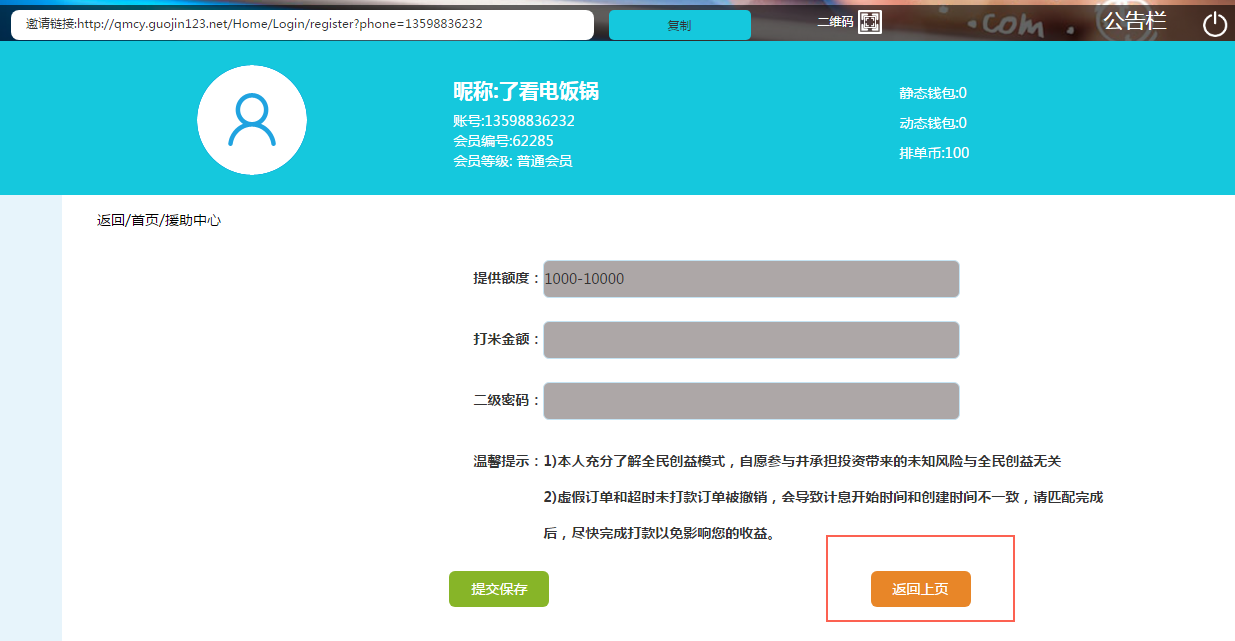 邀请链接:http://qmcy.guojin123.net/Home/Login/register?phone=13598836232
复制
二维码
.com .
公告栏
昵称:了看电饭锅
账号:13598836232
会员编号:62285
会员等级: 普通会员
静态钱包:0
动态钱包:0
排单币:100
返回/首页/援助中心
提供额度：1000-10000
打米金额：
二级密码：
温馨提示：1)本人充分了解全民创益模式，自愿参与并承担投资带来的未知风险与全民创益无关
2)虚假订单和超时未打款订单被撤销，会导致计息开始时间和创建时间不一致，请匹配完成
后，尽快完成打款以免影响您的收益。
提交保存
返回上页